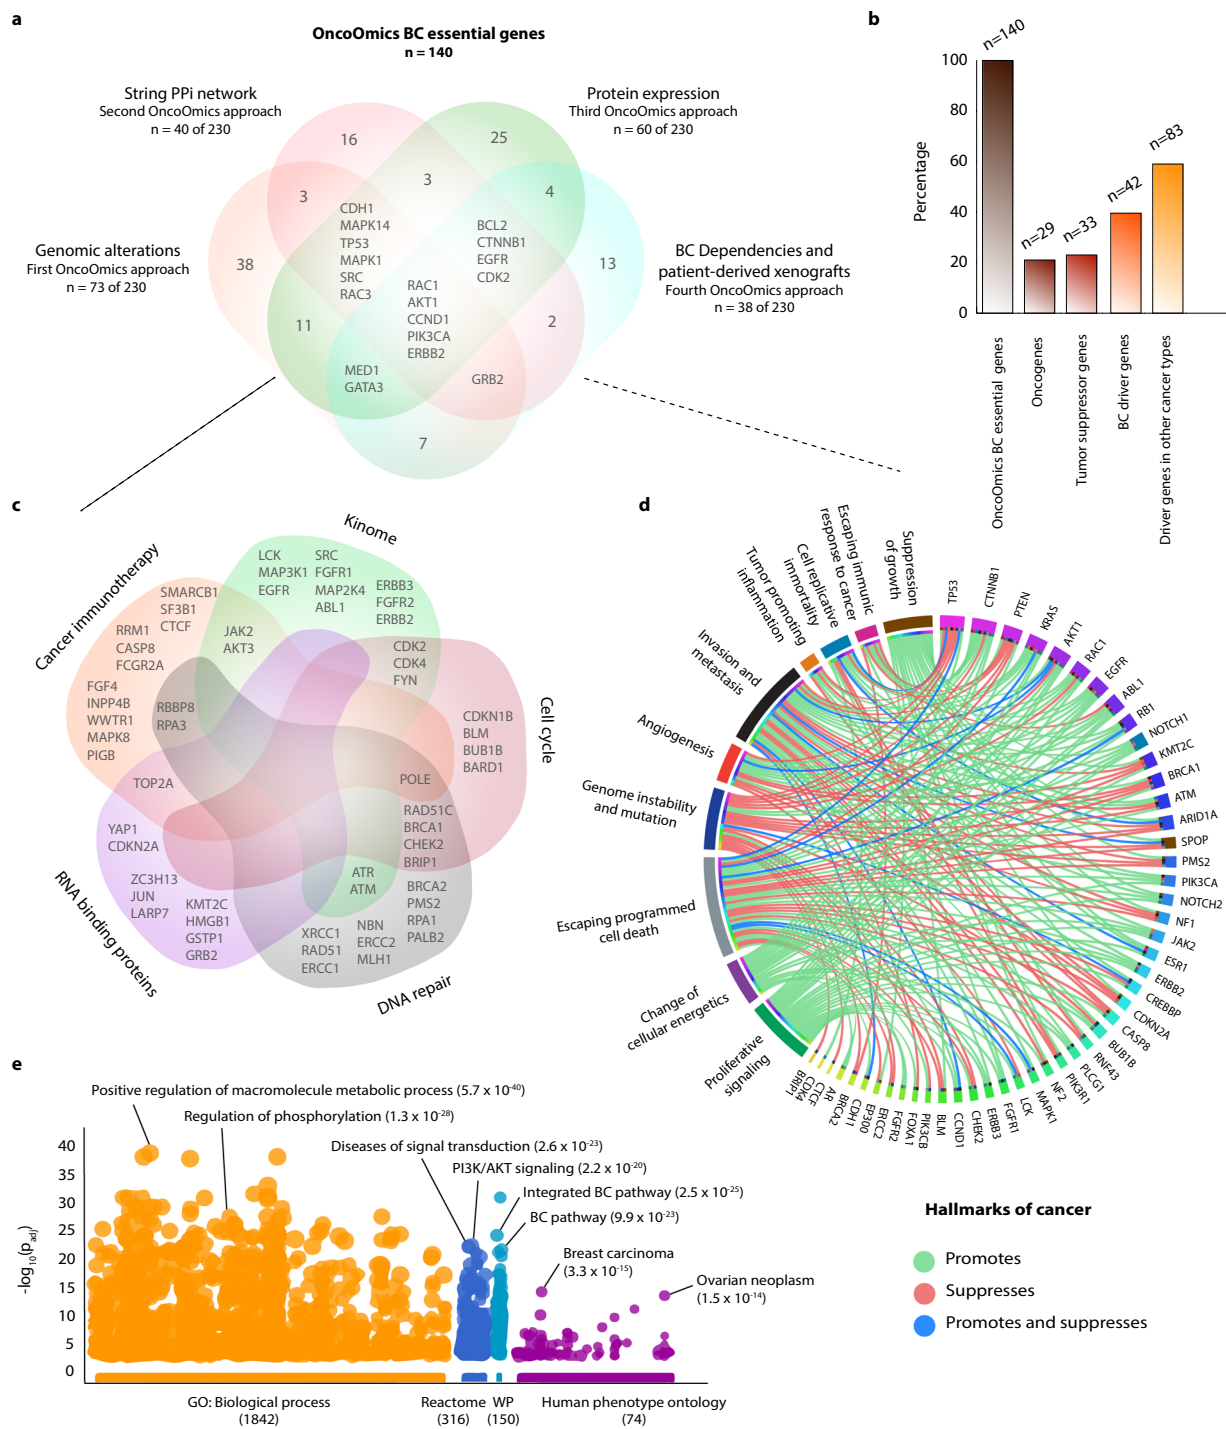 a
OncoOmics BC essential genes
n = 140
String PPi network
Second OncoOmics approach
n = 40 of 230
Protein expression
Third OncoOmics approach
n = 60 of 230
Genomic alterations
First OncoOmics approach
n = 73 of 230
BC Dependencies and
patient-derived xenografts
Fourth OncoOmics approach
n = 38 of 230
16
25
3
3
4
38
13
11
2
7
CDH1
MAPK14
TP53
MAPK1
SRC
RAC3
BCL2
CTNNB1
EGFR
CDK2
RAC1
AKT1
CCND1
PIK3CA
ERBB2
MED1
GATA3
GRB2
b
Percentage
100
80
60
40
20
0
n=140
n=29
n=33
n=42
n=83
OncoOmics BC essential genes
Oncogenes
Tumor suppressor genes
BC driver genes
Driver genes in other cancer types
c
Kinome
Cancer immunotherapy
Cell cycle
RNA binding proteins
DNA repair
LCK
MAP3K1
EGFR
SRC
FGFR1
MAP2K4
ABL1
ERBB3
FGFR2
ERBB2
SMARCB1
SF3B1
CTCF
RRM1
CASP8
FCGR2A
JAK2
AKT3
CDK2
CDK4
FYN
FGF4
INPP4B
WWTR1
MAPK8
PIGB
RBBP8
RPA3
CDKN1B
BLM
BUB1B
BARD1
TOP2A
POLE
RAD51C
BRCA1
CHEK2
BRIP1
YAP1
CDKN2A
ZC3H13
JUN
LARP7
KMT2C
HMGB1
GSTP1
GRB2
ATR
ATM
BRCA2
PMS2
RPA1
PALB2
XRCC1
RAD51
ERCC1
NBN
ERCC2
MLH1
d
Suppression
of growth
Escaping immunic
response to cancer
Cell replicative
immortality
Tumor promoting
inflamation
Invasion and
metastasis
Angiogenesis
Genome instability
and mutation
Escaping programmed
cell death
Change of
cellular energetics
Proliferative
signaling
TP53
CTNNB1
PTEN
KRAS
AKT1
RAC1
EGFR
ABL1
RB1
NOTCH1
KMT2C
BRCA1
ATM
ARID1A
SPOP
PMS2
PIK3CA
NOTCH2
NF1
JAK2
ESR1
ERBB2
CREBBP
CDKN2A
CASP8
BUB1B
RNF43
PLCG1
PIK3R1
NF2
MAPK1
LCK
FGFR1
ERBB3
CHEK2
CCND1
BLM
PIK3CB
FOXA1
FGFR2
ERCC2
EP300
CDH1
BRCA2
AR
CTCF
CDK4
BRIP1
Hallmarks of cancer
Promotes
Suppresses
Promotes and suppresses
e
-log10(padj)
40
35
30
25
20
15
10
5
0
Positive regulation of macromolecule metabolic process (5.7 x 10-40)
Regulation of phosphorylation (1.3 x 10-28)
Diseases of signal transduction (2.6 x 10-23)
PI3K/AKT signaling (2.2 x 10-20)
Integrated BC pathway (2.5 x 10-25)
BC pathway (9.9 x 10-23)
Breast carcinoma
(3.3 x 10-15)
Ovarian neoplasm
(1.5 x 10-14)
GO: Biological process
(1842)
Reactome
(316)
WP
(150)
Human phenotype ontology
(74)